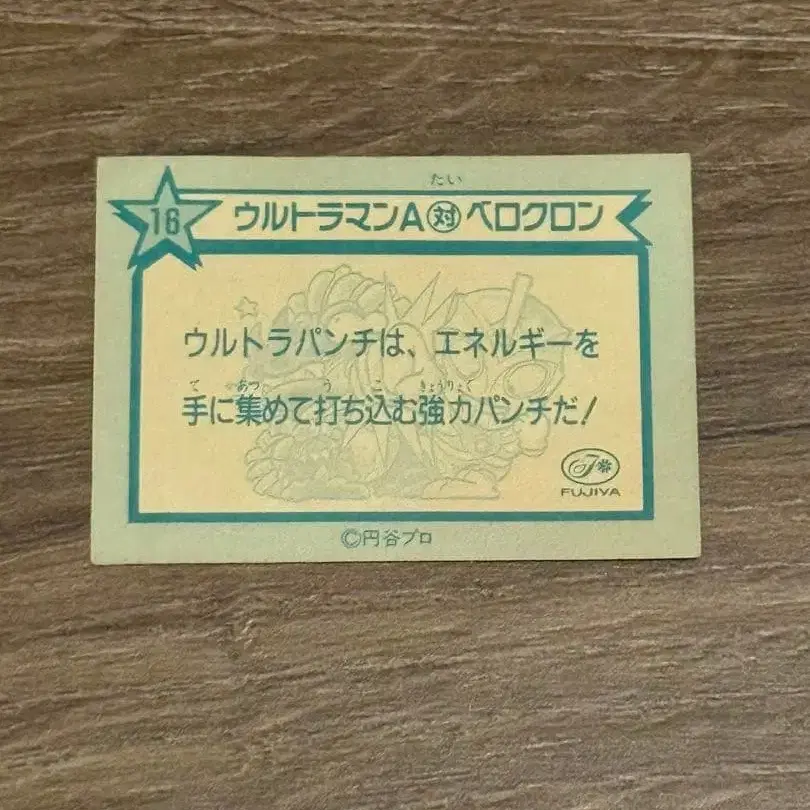 たい
16 ウルトラマンA対ベロクロン
ウルトラパンチは、エネルギーを
て あつ う こ きょうりょく
手に集めて打ち込む強力パンチだ!
FUJIYA
©円谷プロ